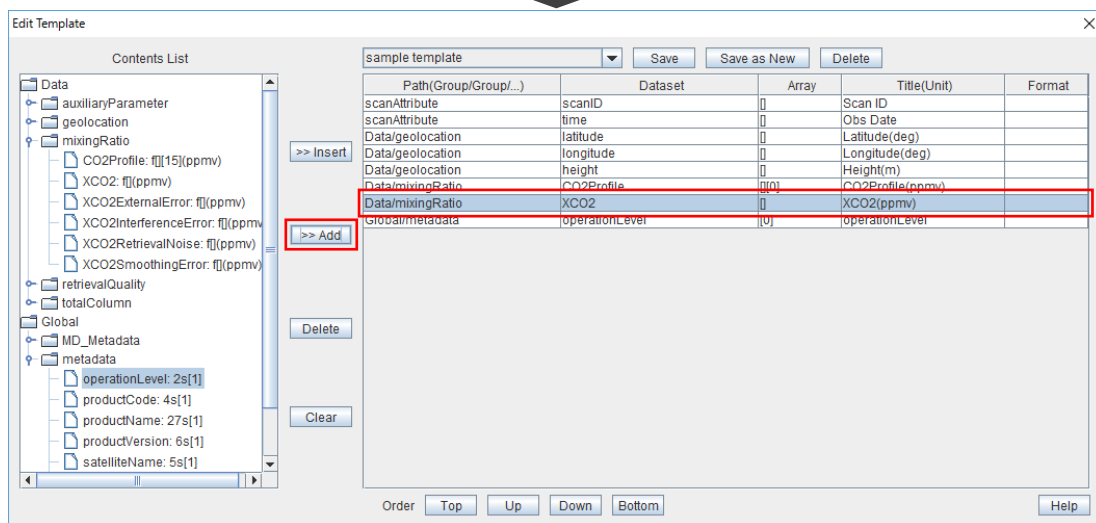 Edit Template
Contents List
sample template Save Save as New Delete
Data
auxiliaryParameter
geolocation
mixingRatio
CO2Profile: f[][15](ppmv)
XCO2: f[](ppmv)
XCO2ExternalError: f[](ppmv)
XCO2InterferenceError: f[](ppmv
XCO2RetrievalNoise: f[](ppmv)
XCO2SmoothingError: f[](ppmv)
retrievalQuality
totalColumn
Global
MD_Metadata
metadata
operationLevel: 2s[1]
productCode: 4s[1]
productName: 27s[1]
productVersion: 6s[1]
satelliteName: 5s[1]
>> Insert
>> Add
Delete
Clear
Path(Group/Group/...) Dataset Array Title(Unit) Format
scanAttribute scanID [] Scan ID
scanAttribute time [] Obs Date
Data/geolocation latitude [] Latitude(deg)
Data/geolocation longitude [] Longitude(deg)
Data/geolocation height [] Height(m)
Data/mixingRatio CO2Profile [][0] CO2Profile(ppmv)
Data/mixingRatio XCO2 [] XCO2(ppmv)
Global/metadata operationLevel [0] operationLevel
Order Top Up Down Bottom Help